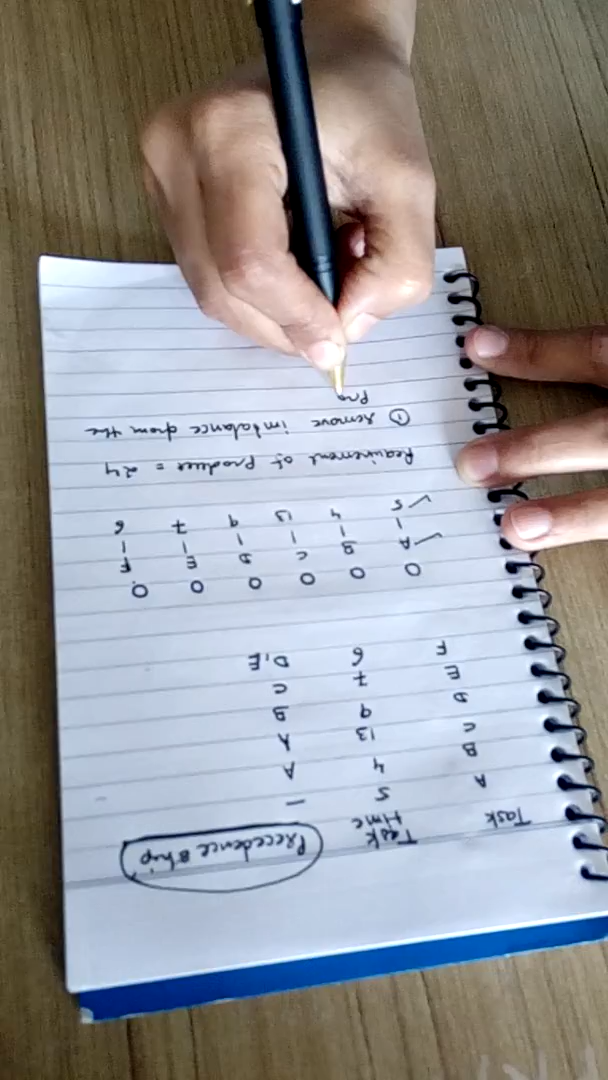 Task Task time Precedence ship
A 5 —
B 4 A
C 13 A
D 9 B
E 7 C
F 6 D, E
O O O O O O
A B C D E F
5 4 13 9 7 6
Requirement of produce = 24
① Remove imbalance from the
Pro